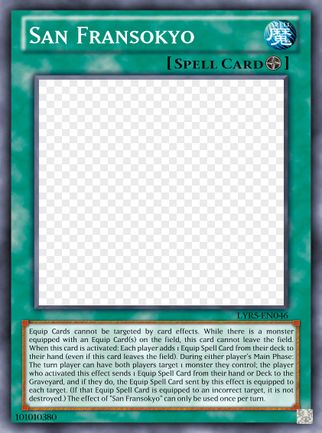 San Fransokyo
SPELL
魔
[Spell Card]
LYR5-EN046
Equip Cards cannot be targeted by card effects. While there is a monster
equipped with an Equip Card(s) on the field, this card cannot leave the field.
When this card is activated: Each player adds 1 Equip Spell Card from their deck to
their hand (even if this card leaves the field). During either player's Main Phase:
The turn player can have both players target 1 monster they control; the player
who activated this effect sends 1 Equip Spell Card from their hand or Deck to the
Graveyard, and if they do, the Equip Spell Card sent by this effect is equipped to
each target. (If that Equip Spell Card is equipped to an incorrect target, it is not
destroyed.) The effect of "San Fransokyo" can only be used once per turn.
101010380